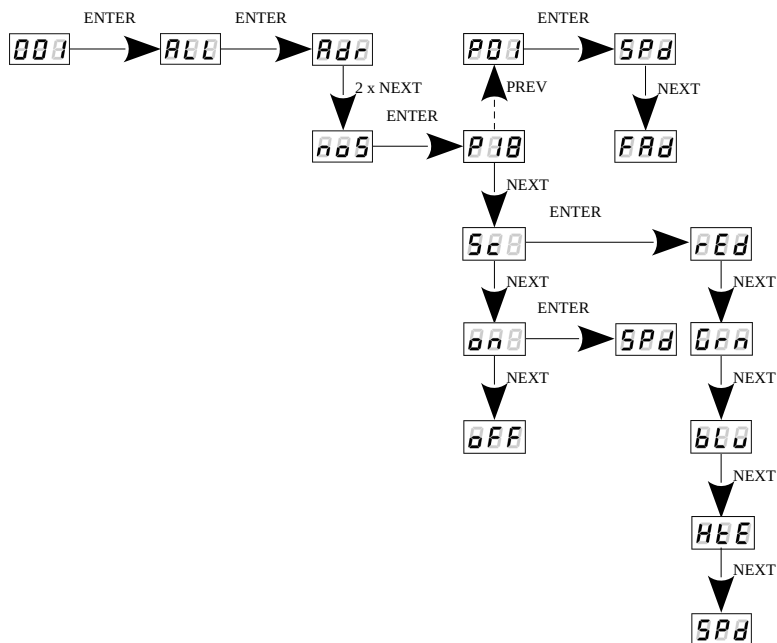 ENTER ENTER ENTER
001 ALL Adr P01 SPd
2 x NEXT PREV NEXT
ENTER
noS P18 FAd
NEXT
ENTER
Sc rEd
NEXT NEXT
ENTER
on SPd Grn
NEXT NEXT
oFF bLu
NEXT
HtE
NEXT
SPd